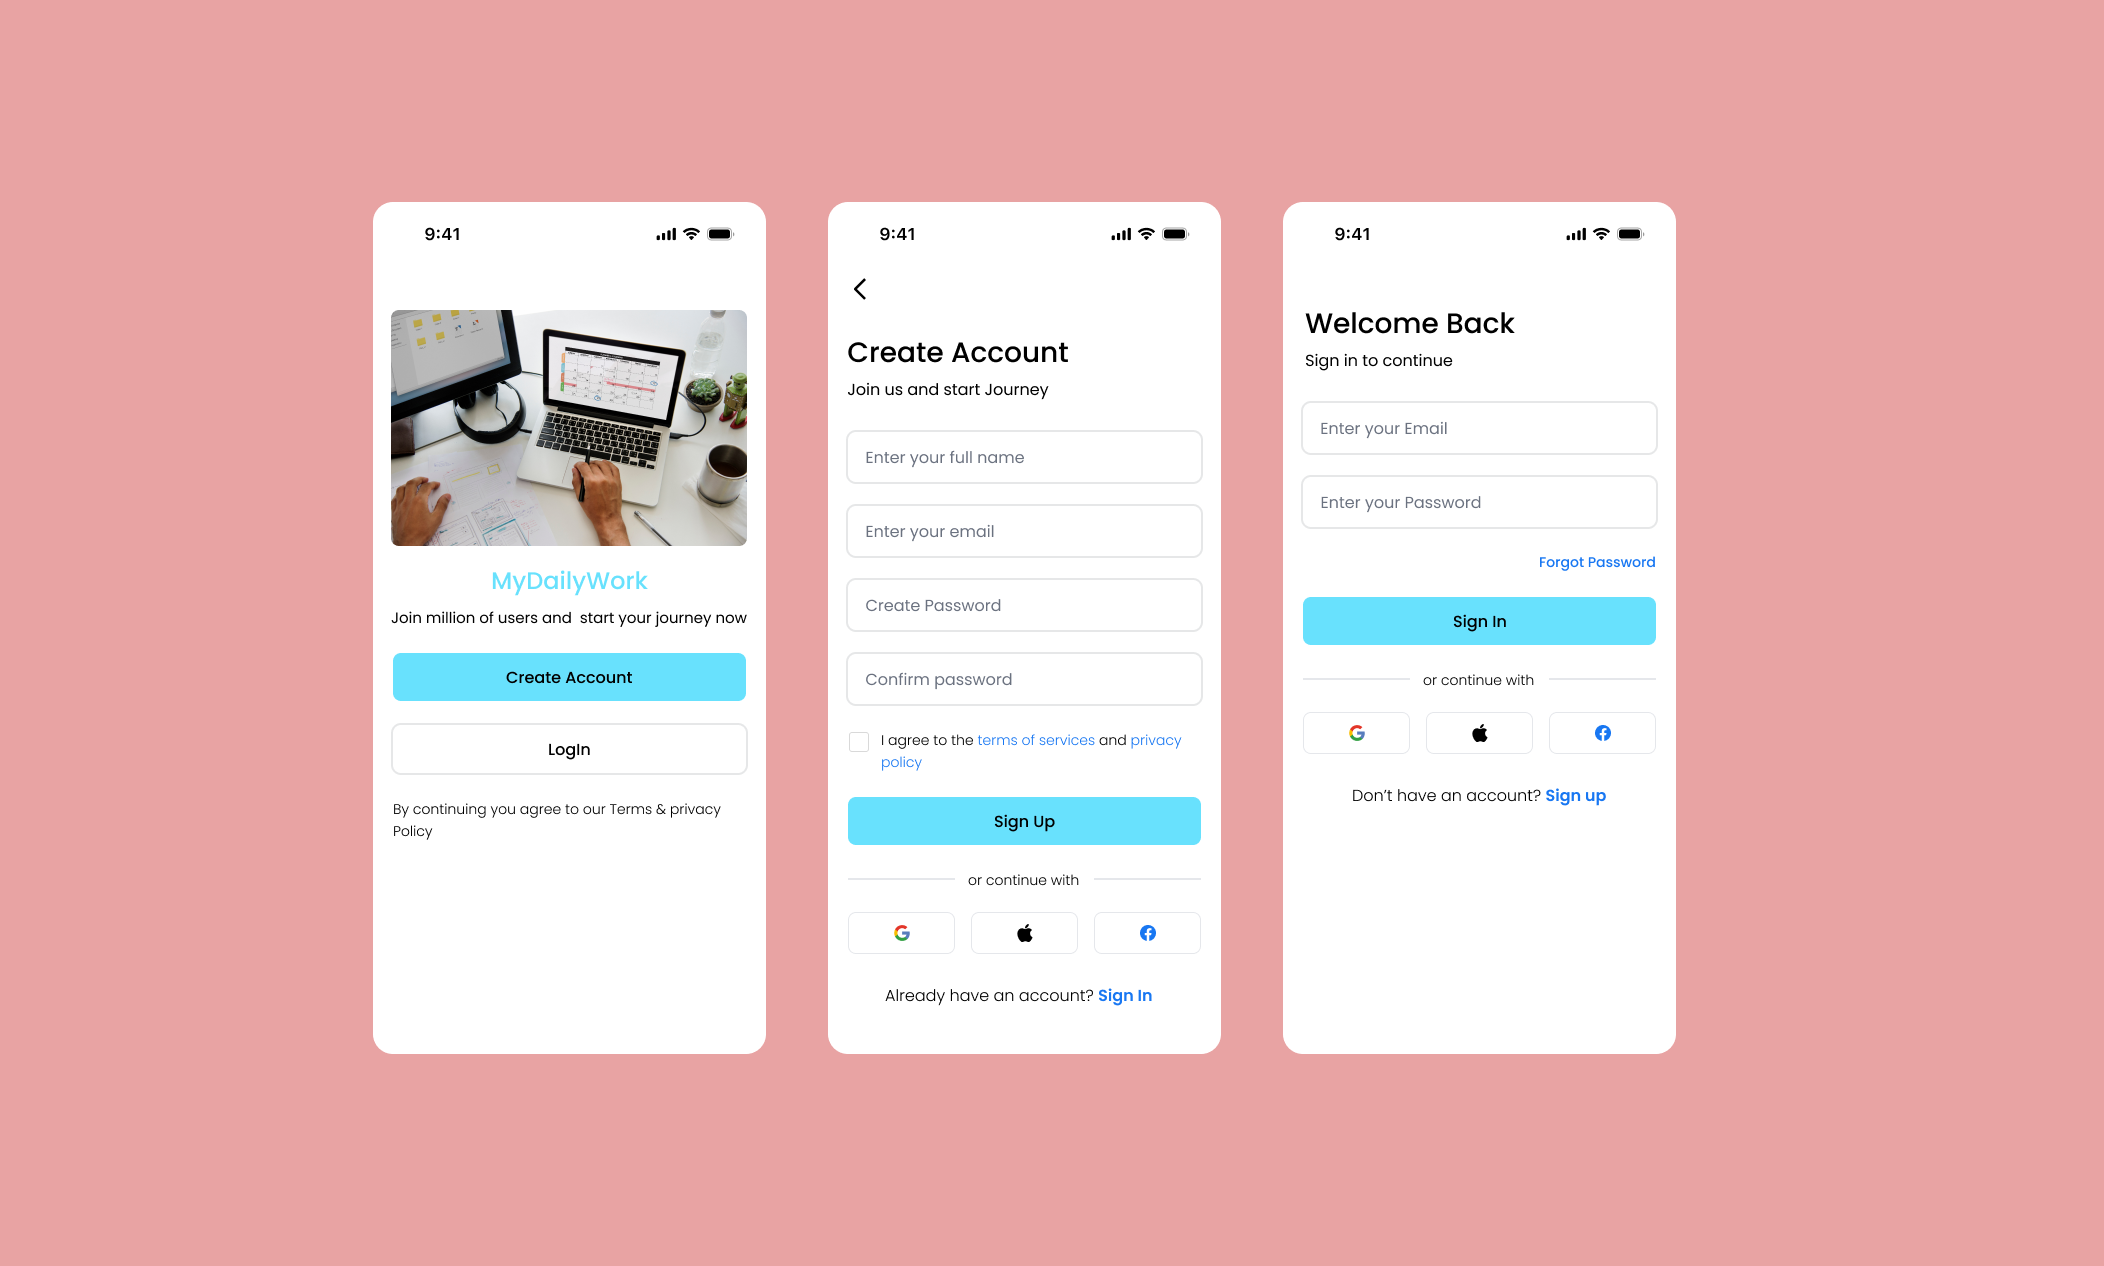 9:41
MyDailyWork
Join million of users and  start your journey now
Create Account
LogIn
By continuing you agree to our Terms & privacy
Policy
9:41
Create Account
Join us and start Journey
Enter your full name
Enter your email
Create Password
Confirm password
I agree to the terms of services and privacy
policy
Sign Up
or continue with
Already have an account? Sign In
9:41
Welcome Back
Sign in to continue
Enter your Email
Enter your Password
Forgot Password
Sign In
or continue with
Don’t have an account? Sign up